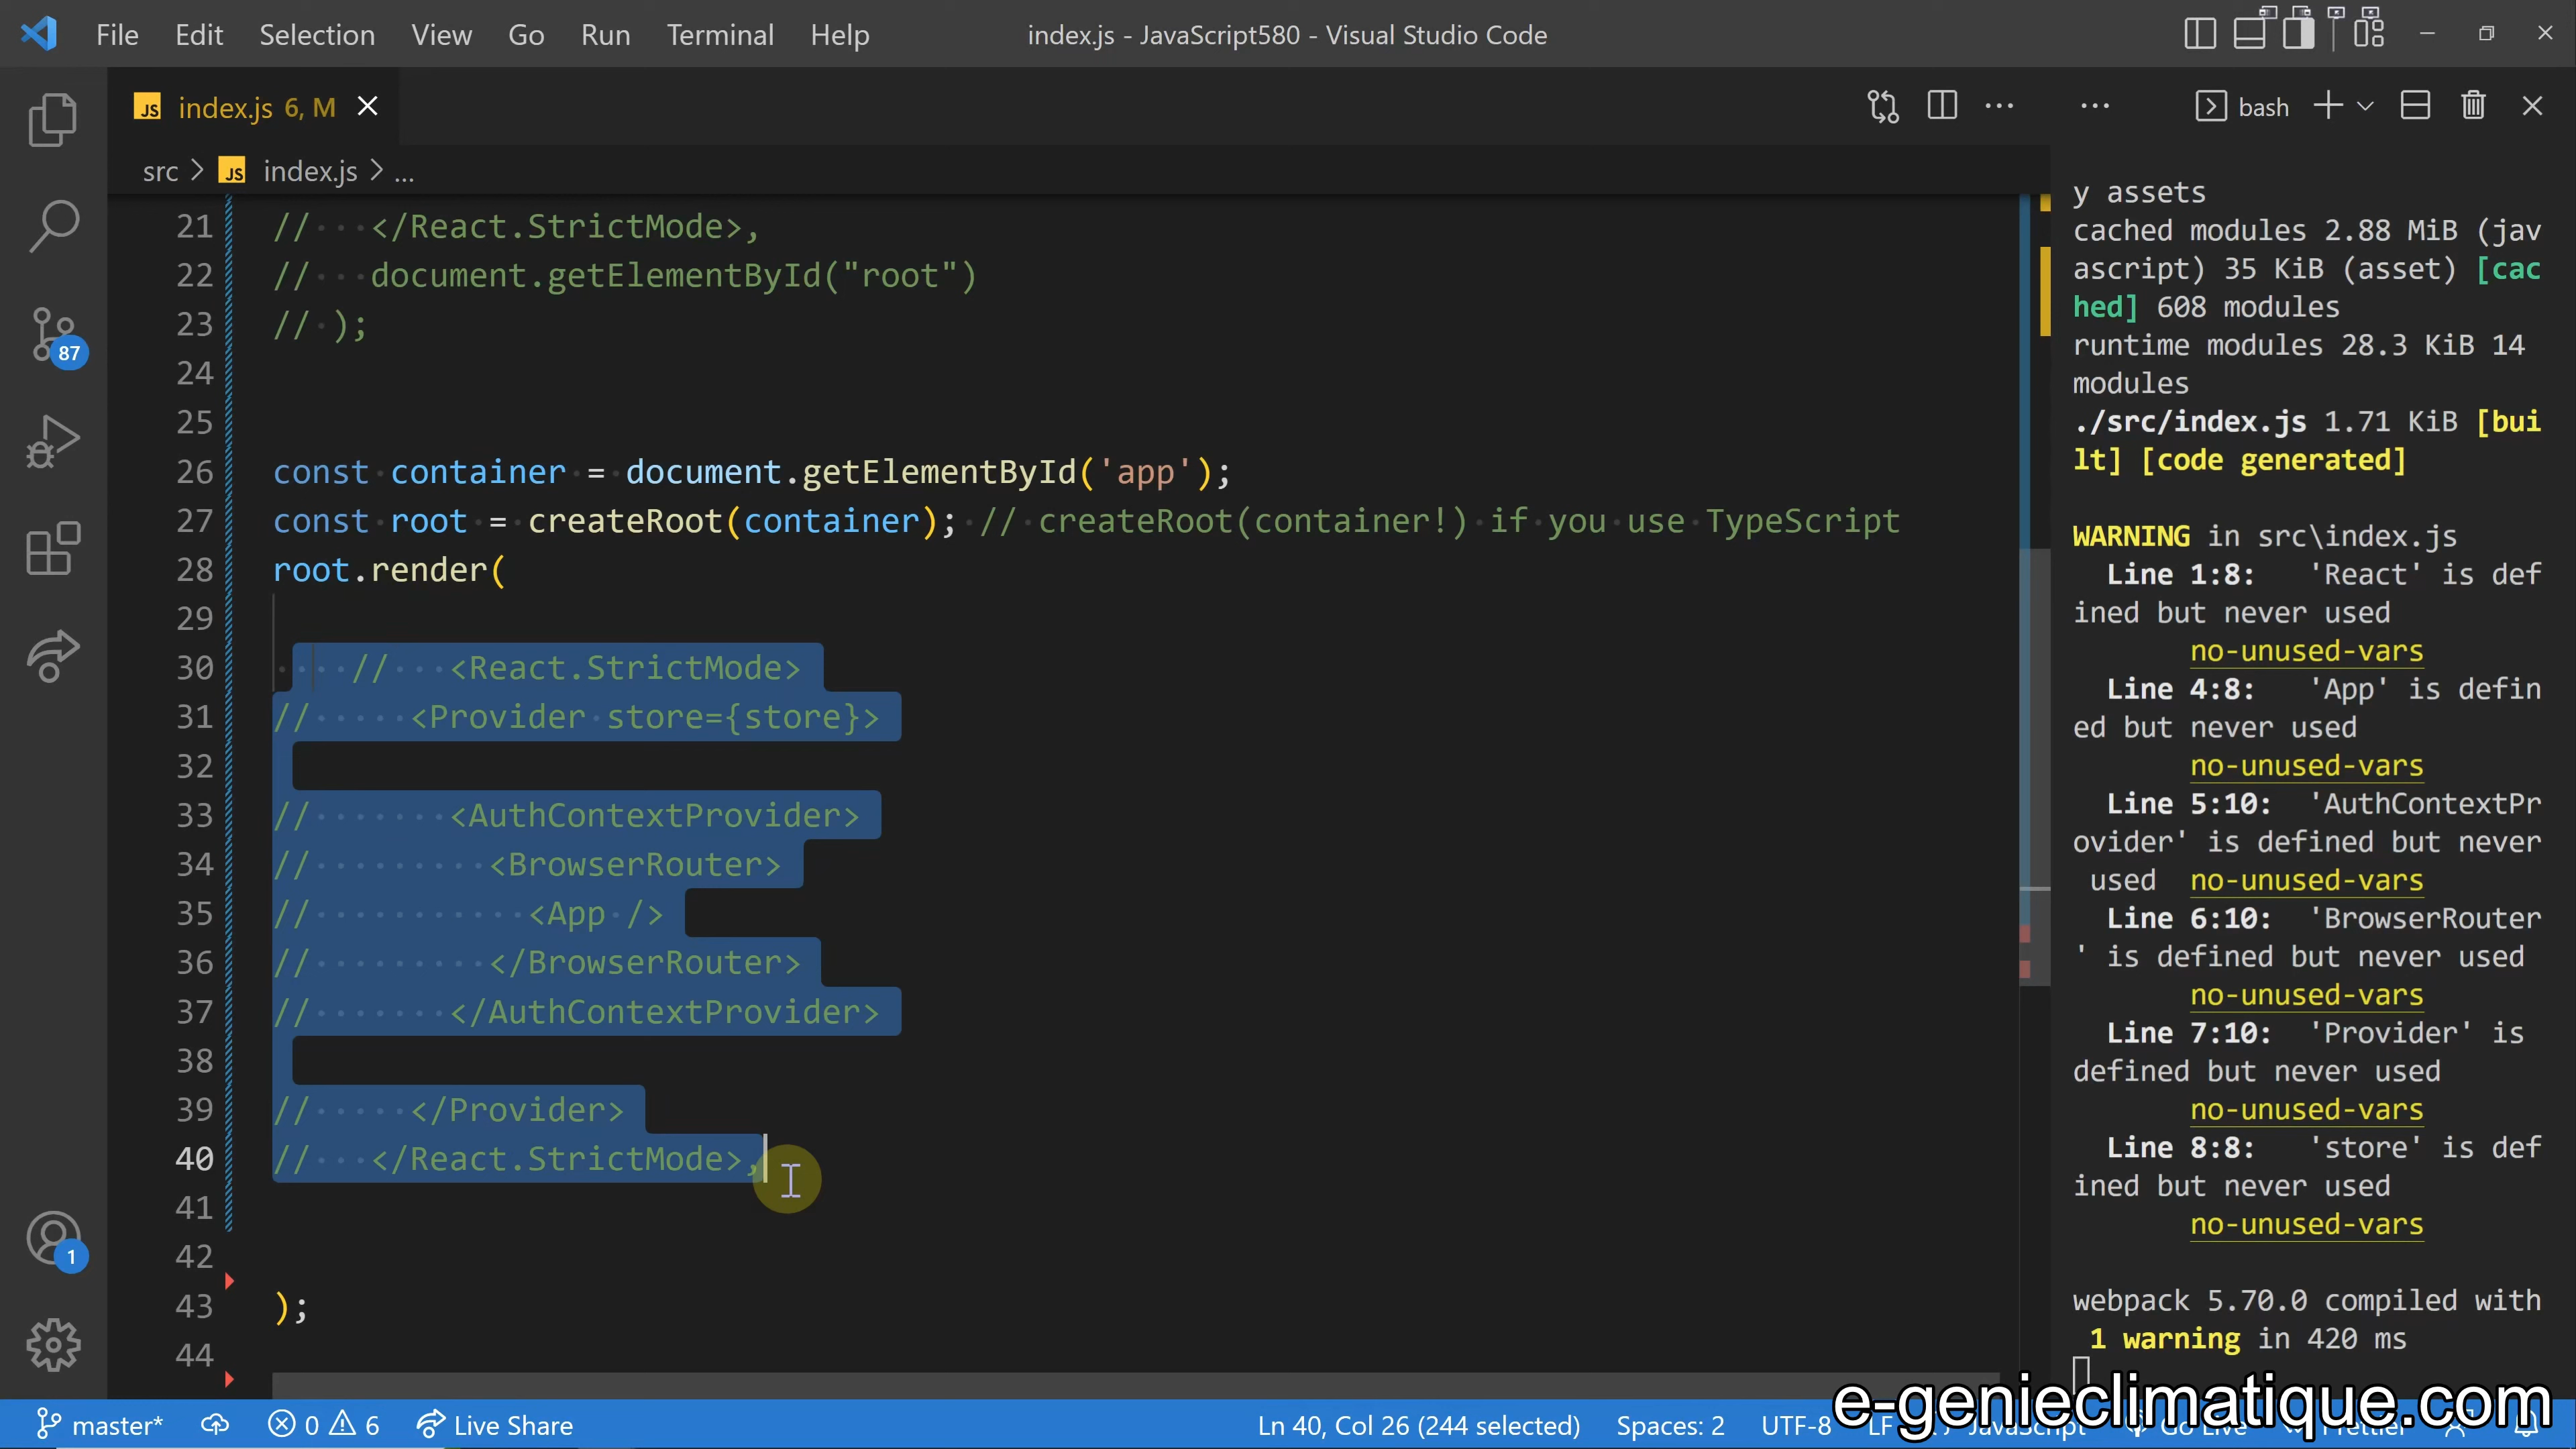 File Edit Selection View Go Run Terminal Help index.js - JavaScript580 - Visual Studio Code
JS index.js 6, M
bash
src > JS index.js > ...
21 // </React.StrictMode>,
22 // document.getElementById("root")
23 // );
24
25
26 const container = document.getElementById('app');
27 const root = createRoot(container); // createRoot(container!) if you use TypeScript
28 root.render(
29
30 // <React.StrictMode>
31 // <Provider store={store}>
32
33 // <AuthContextProvider>
34 // <BrowserRouter>
35 // <App />
36 // </BrowserRouter>
37 // </AuthContextProvider>
38
39 // </Provider>
40 // </React.StrictMode>,
41
42
43 );
44
87
1
y assets
cached modules 2.88 MiB (jav
ascript) 35 KiB (asset) [cac
hed] 608 modules
runtime modules 28.3 KiB 14
modules
./src/index.js 1.71 KiB [bui
lt] [code generated]
WARNING in src\index.js
Line 1:8: 'React' is def
ined but never used
no-unused-vars
Line 4:8: 'App' is defin
ed but never used
no-unused-vars
Line 5:10: 'AuthContextPr
ovider' is defined but never
used no-unused-vars
Line 6:10: 'BrowserRouter
' is defined but never used
no-unused-vars
Line 7:10: 'Provider' is
defined but never used
no-unused-vars
Line 8:8: 'store' is def
ined but never used
no-unused-vars
webpack 5.70.0 compiled with
1 warning in 420 ms
e-genieclimatique.com
master* 0 6 Live Share Ln 40, Col 26 (244 selected) Spaces: 2 UTF-8 LF JavaScript Go Live Prettier